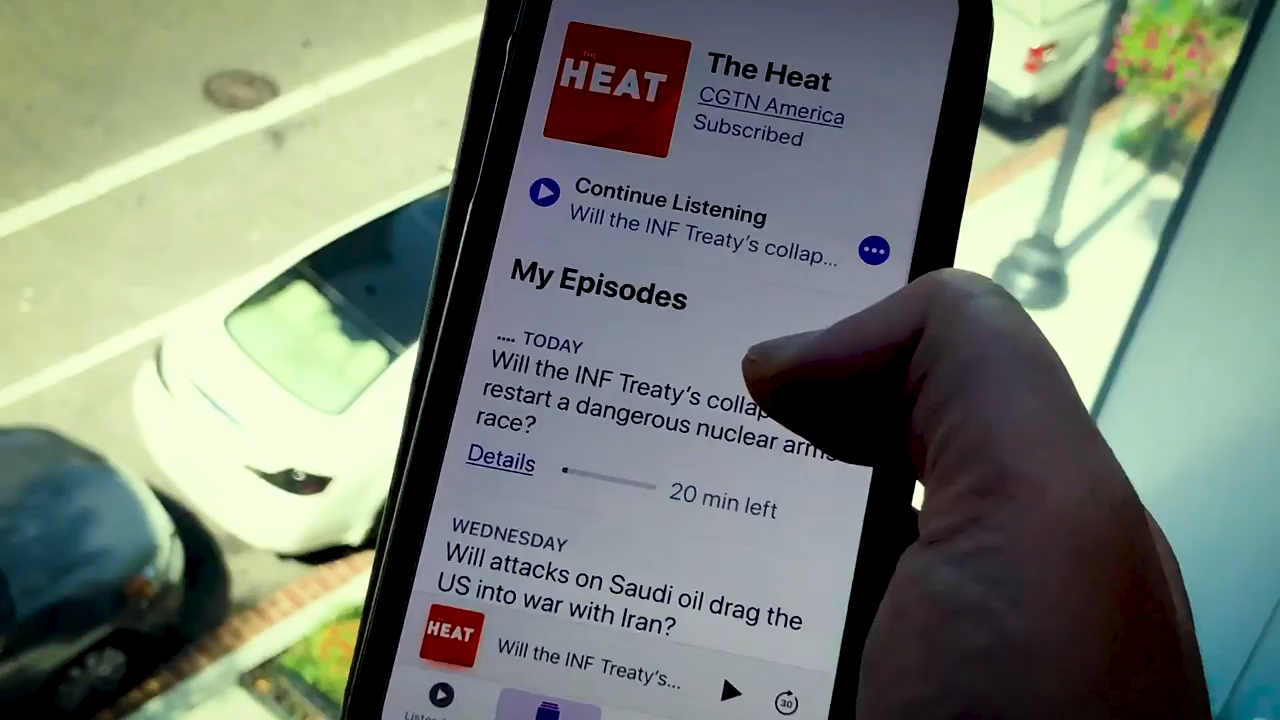 THE
HEAT
The Heat
CGTN America
Subscribed
Continue Listening
Will the INF Treaty's collap...
My Episodes
TODAY
Will the INF Treaty's collap
restart a dangerous nuclear arms
race?
Details
20 min left
WEDNESDAY
Will attacks on Saudi oil drag the
US into war with Iran?
HEAT
Will the INF Treaty's...
30